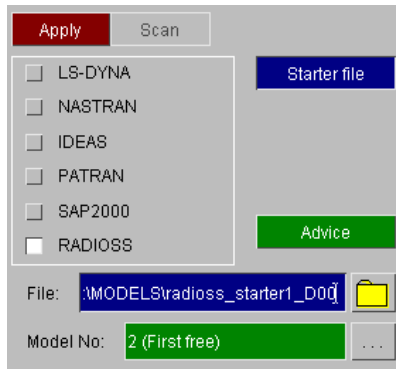 Apply Scan
LS-DYNA Starter file
NASTRAN
IDEAS
PATRAN
SAP2000
RADIOSS Advice
File: :\MODELS\radioss_starter1_D00
Model No: 2 (First free) ...